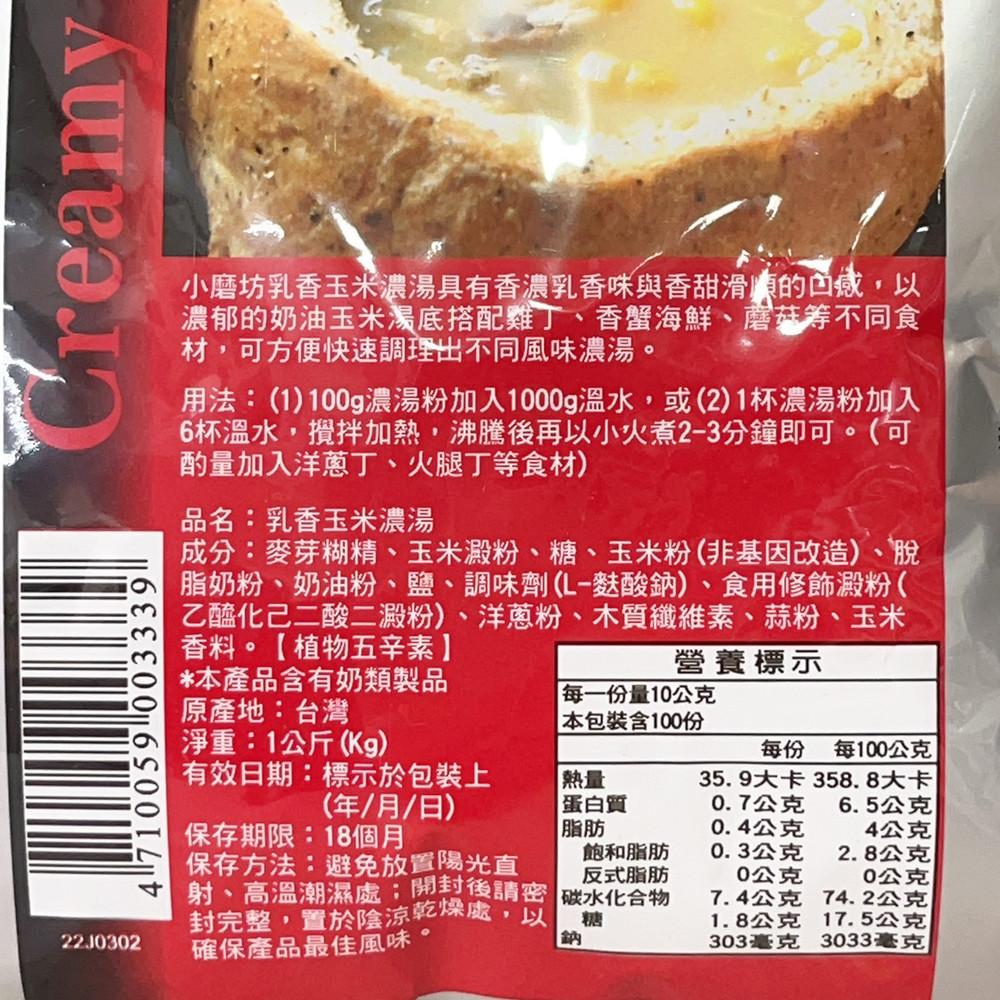 Creamy
小磨坊乳香玉米濃湯具有香濃乳香味與香甜滑順的口感，以
濃郁的奶油玉米湯底搭配雞丁、香蟹海鮮、蘑菇等不同食
材，可方便快速調理出不同風味濃湯。
用法：(1)100g濃湯粉加入1000g溫水，或(2)1杯濃湯粉加入
6杯溫水，攪拌加熱，沸騰後再以小火煮2-3分鐘即可。(可
酌量加入洋蔥丁、火腿丁等食材)
品名：乳香玉米濃湯
成分：麥芽糊精、玉米澱粉、糖、玉米粉(非基因改造)、脫
脂奶粉、奶油粉、鹽、調味劑(L-麩酸鈉)、食用修飾澱粉(
乙醯化己二酸二澱粉)、洋蔥粉、木質纖維素、蒜粉、玉米
香料。【植物五辛素】
*本產品含有奶類製品
原產地：台灣
淨重：1公斤(Kg)
有效日期：標示於包裝上
(年/月/日)
保存期限：18個月
保存方法：避免放置陽光直
射、高溫潮濕處；開封後請密
封完整，置於陰涼乾燥處，以
確保產品最佳風味。
營養標示
每一份量10公克
本包裝含100份
每份 每100公克
熱量 35.9大卡 358.8大卡
蛋白質 0.7公克 6.5公克
脂肪 0.4公克 4公克
飽和脂肪 0.3公克 2.8公克
反式脂肪 0公克 0公克
碳水化合物 7.4公克 74.2公克
糖 1.8公克 17.5公克
鈉 303毫克 3033毫克
4 710059 003339
22J0302